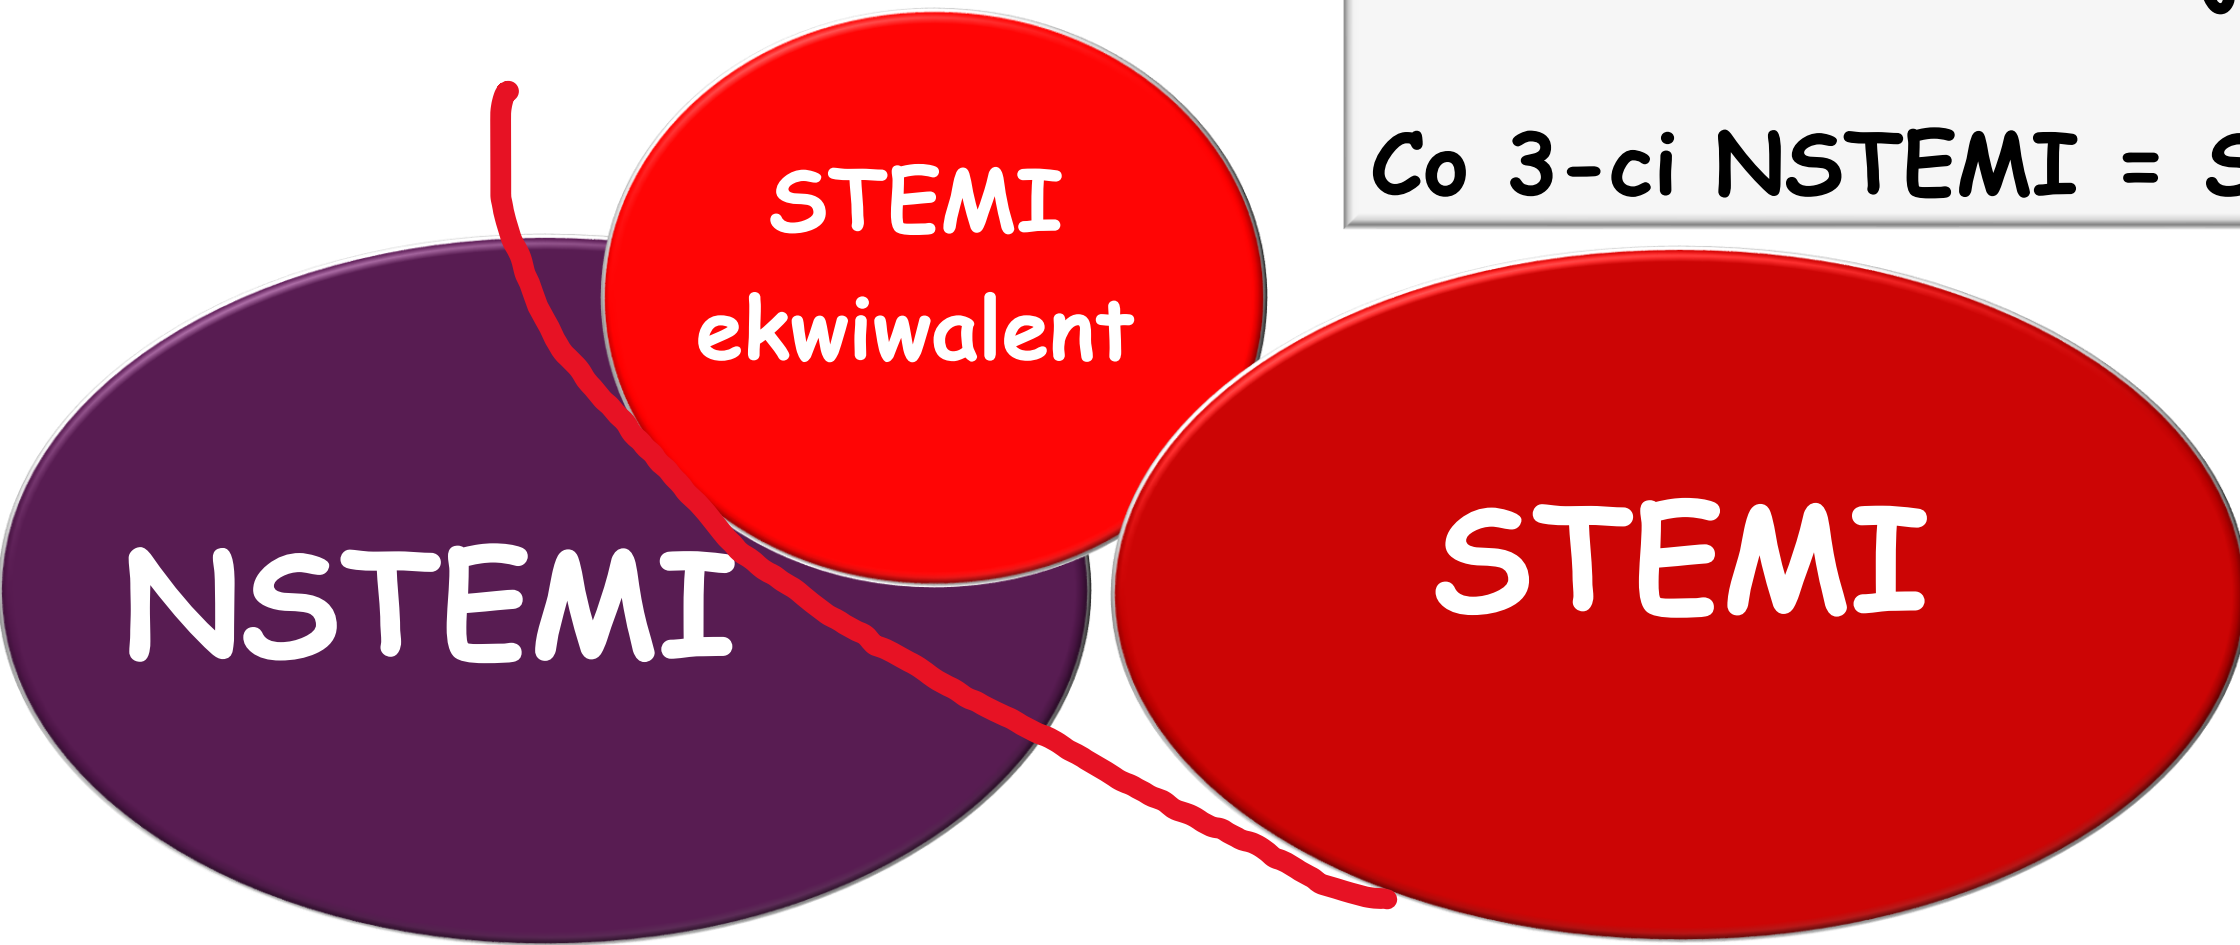 STEMI
ekwiwalent
Co 3-ci NSTEMI =
NSTEMI
STEMI